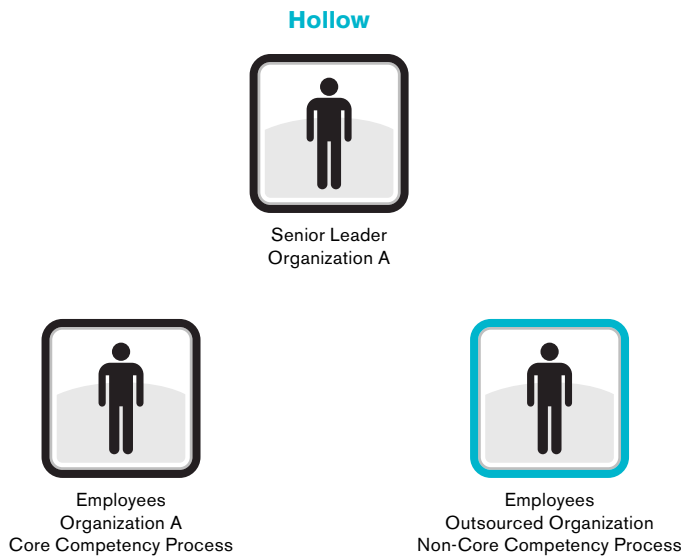 Hollow
Senior Leader
Organization A
Employees
Organization A
Core Competency Process
Employees
Outsourced Organization
Non-Core Competency Process